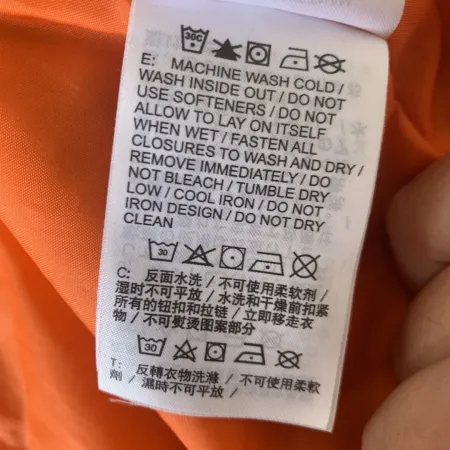 30C
E: MACHINE WASH COLD /
WASH INSIDE OUT / DO NOT
USE SOFTENERS / DO NOT
ALLOW TO LAY ON ITSELF
WHEN WET / FASTEN ALL
CLOSURES TO WASH AND DRY /
REMOVE IMMEDIATELY / DO
NOT BLEACH / TUMBLE DRY
LOW / COOL IRON / DO NOT
IRON DESIGN / DO NOT DRY
CLEAN
30
C: 反面水洗 / 不可使用柔软剂 /
湿时不可平放 / 水洗和干燥前扣紧
所有的钮扣和拉链 / 立即移走衣
物 / 不可熨烫图案部分
30
T: 反轉衣物洗滌 / 不可使用柔軟
劑 / 濕時不可平放 /